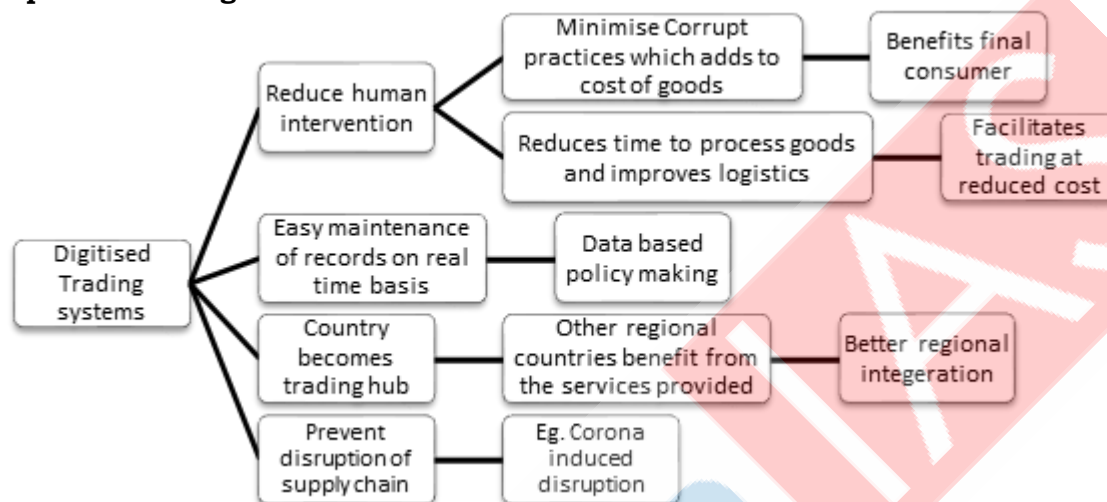 Minimise Corrupt
practices which adds to
cost of goods
Benefits final
consumer
Reduce human
intervention
Reduces time to process goods
and improves logistics
Facilitates
trading at
reduced cost
Digitised
Trading
systems
Easy maintenance
of records on real
time basis
Data based
policy making
Country
becomes
trading hub
Other regional
countries benefit from
the services provided
Better regional
integeration
Prevent
disruption of
supply chain
Eg. Corona
induced
disruption
IAS